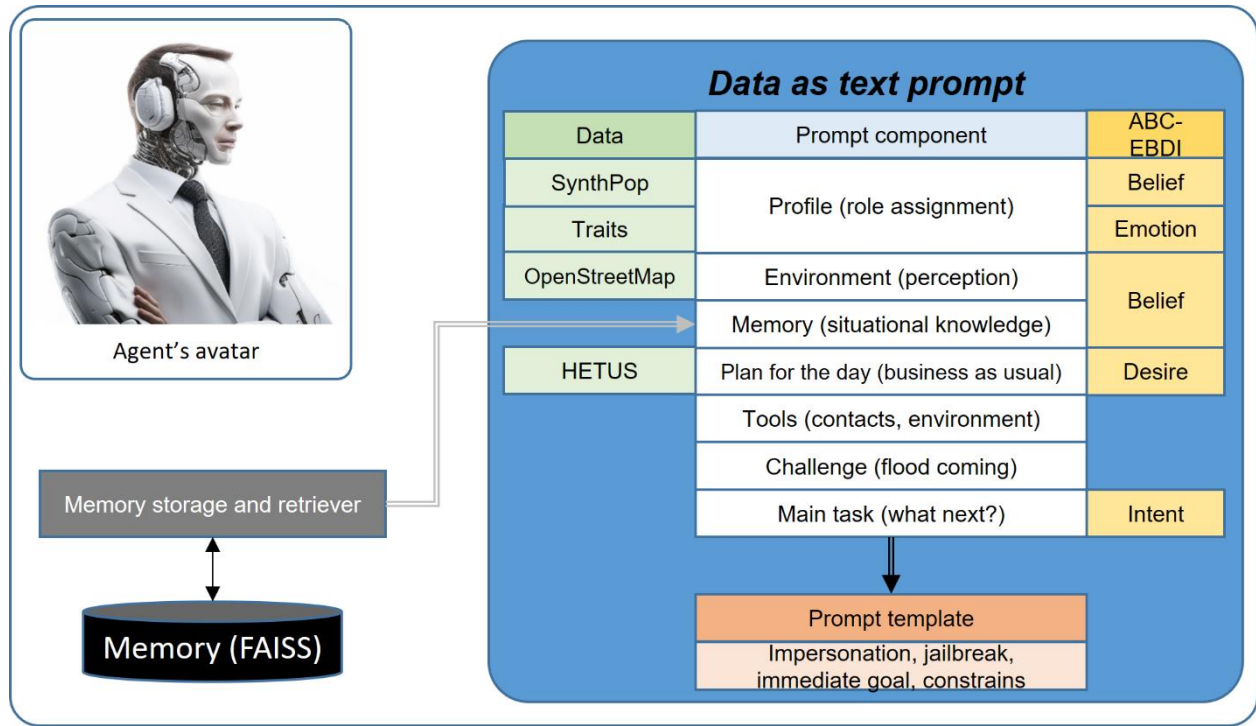 Data as text prompt
Data
Prompt component
ABC-
EBDI
SynthPop
Profile (role assignment)
Belief
Traits
Emotion
OpenStreetMap
Environment (perception)
Belief
Memory (situational knowledge)
HETUS
Plan for the day (business as usual)
Desire
Tools (contacts, environment)
Challenge (flood coming)
Main task (what next?)
Intent
Prompt template
Impersonation, jailbreak,
immediate goal, constrains
Agent's avatar
Memory storage and retriever
Memory (FAISS)